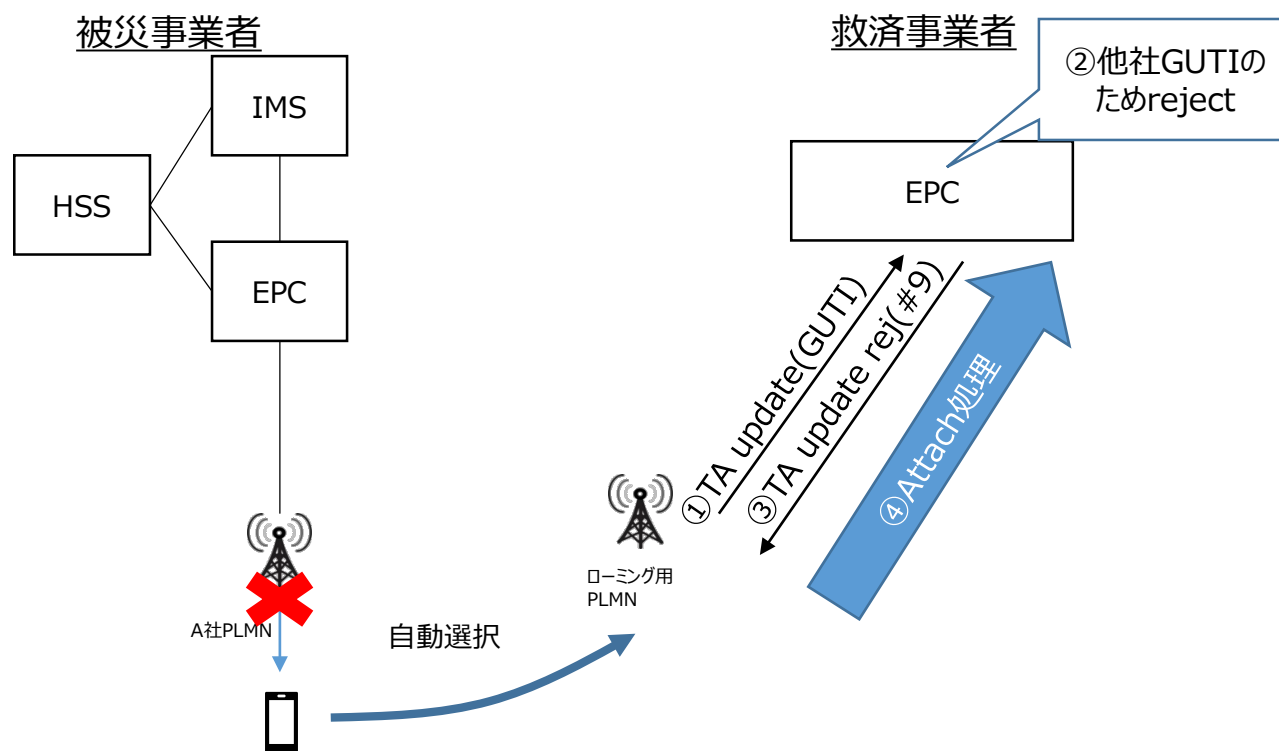 被災事業者
救済事業者
②他社GUTIの
ためreject
IMS
HSS
EPC
EPC
①TA update(GUTI)
③TA update rej(#9)
④Attach処理
ローミング用
PLMN
A社PLMN
自動選択